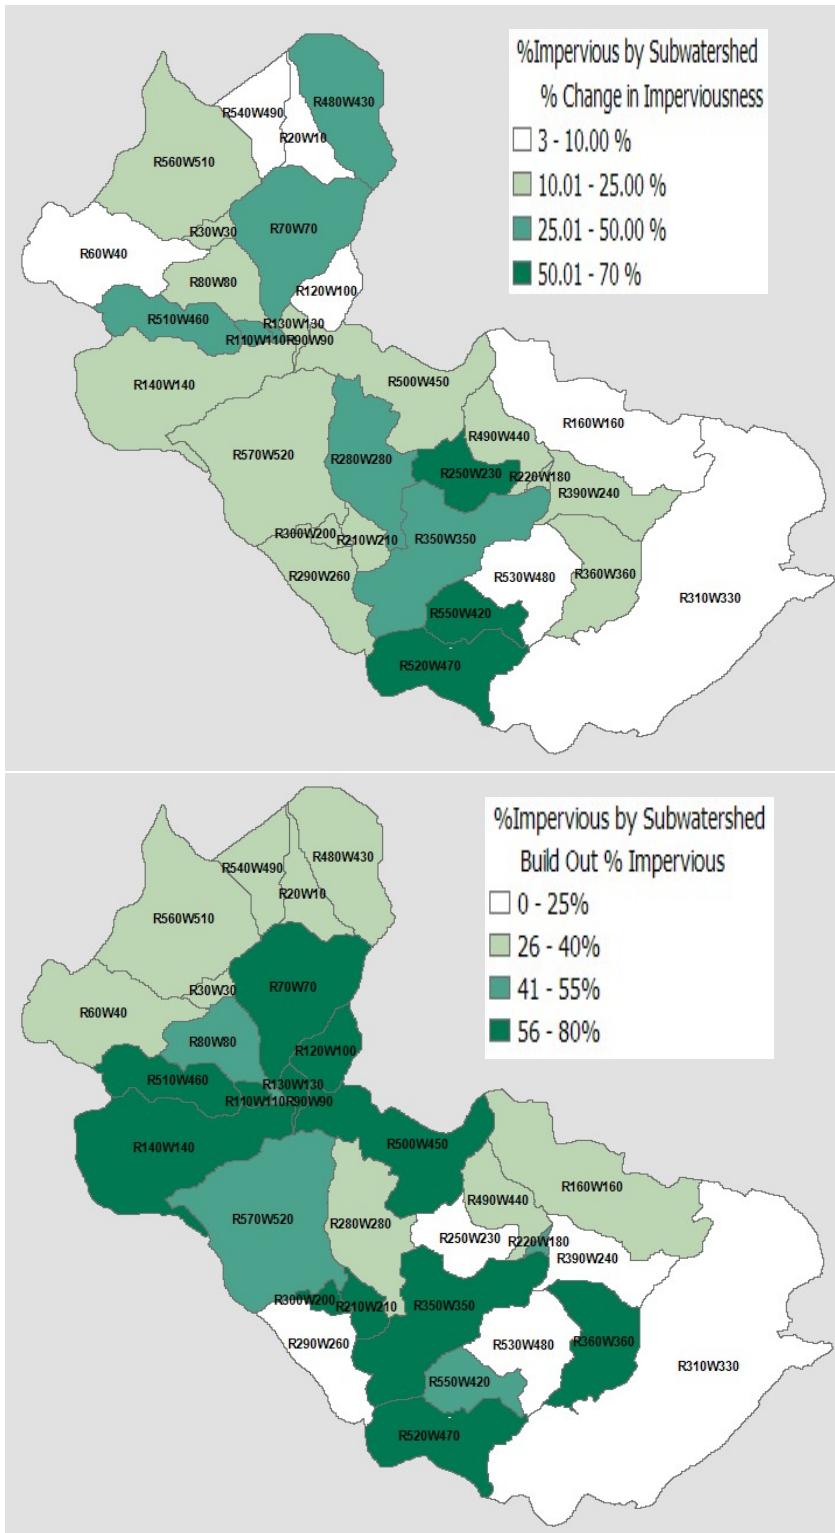 %Impervious by Subwatershed
% Change in Imperviousness
3 - 10.00 %
10.01 - 25.00 %
25.01 - 50.00 %
50.01 - 70 %
R480W430
R540W490
R20W10
R560W510
R30W30
R70W70
R60W40
R80W80
R120W100
R510W460
R130W130
R110W110R90W90
R140W140
R500W450
R160W160
R490W440
R570W520
R280W280
R250W230
R220W180
R390W240
R300W200
R210W210
R350W350
R290W260
R530W480
R360W360
R310W330
R550W420
R520W470
%Impervious by Subwatershed
Build Out % Impervious
0 - 25%
26 - 40%
41 - 55%
56 - 80%
R480W430
R540W490
R20W10
R560W510
R30W30
R70W70
R60W40
R80W80
R120W100
R510W460
R130W130
R110W110R90W90
R140W140
R500W450
R160W160
R490W440
R570W520
R280W280
R250W230
R220W180
R390W240
R300W200
R210W210
R350W350
R290W260
R530W480
R360W360
R310W330
R550W420
R520W470